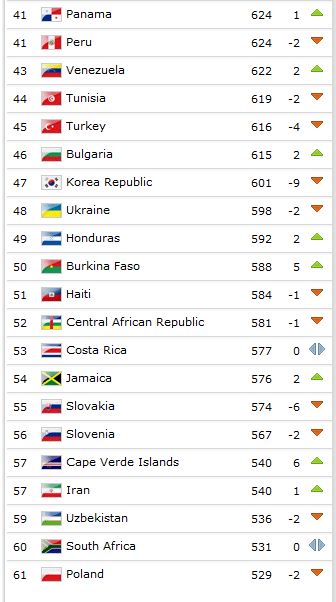 41 Panama 624 1
41 Peru 624 -2
43 Venezuela 622 2
44 Tunisia 619 -2
45 Turkey 616 -4
46 Bulgaria 615 2
47 Korea Republic 601 -9
48 Ukraine 598 -2
49 Honduras 592 2
50 Burkina Faso 588 5
51 Haiti 584 -1
52 Central African Republic 581 -1
53 Costa Rica 577 0
54 Jamaica 576 2
55 Slovakia 574 -6
56 Slovenia 567 -2
57 Cape Verde Islands 540 6
57 Iran 540 1
59 Uzbekistan 536 -2
60 South Africa 531 0
61 Poland 529 -2